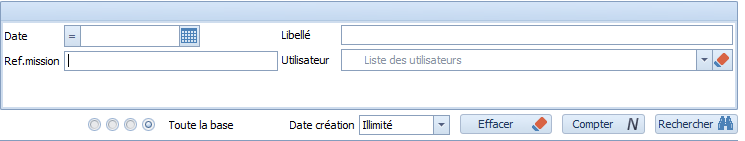 Date = Libellé
Ref.mission Utilisateur Liste des utilisateurs
Toute la base Date création Illimité Effacer Compter N Rechercher